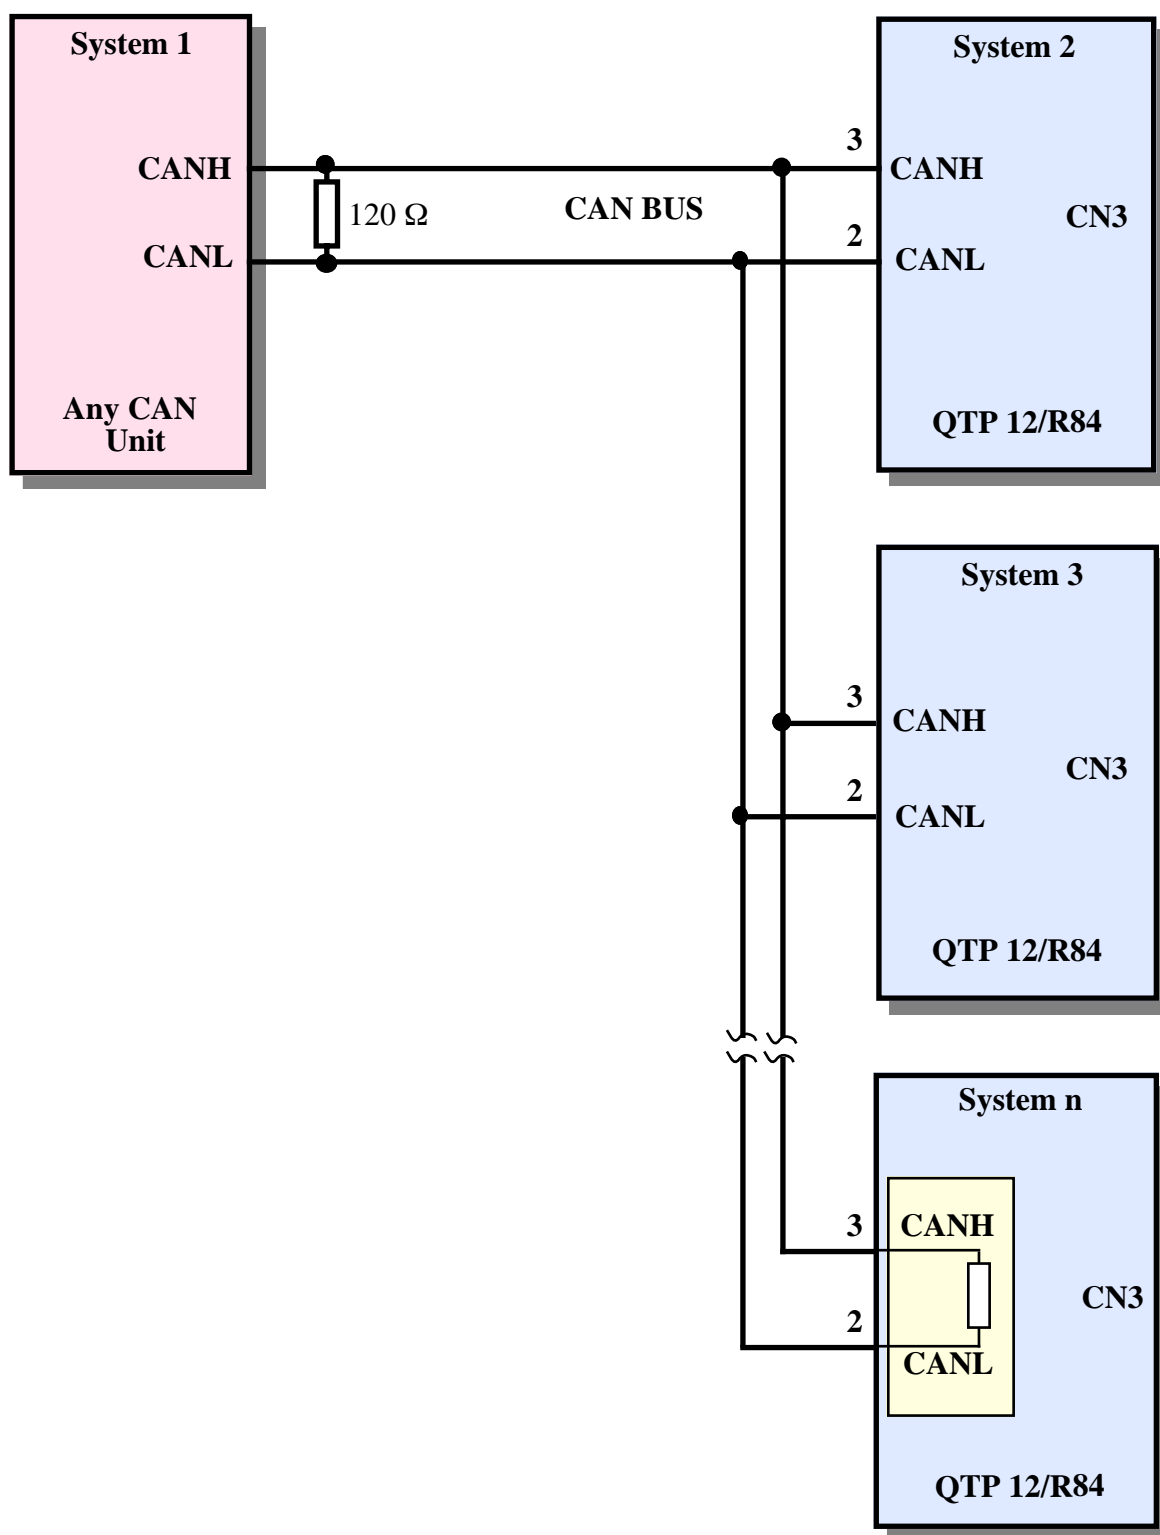 System 1
CANH
CANL
Any CAN
Unit
120 Ω
CAN BUS
System 2
3
CANH
CN3
2
CANL
QTP 12/R84
System 3
3
CANH
CN3
2
CANL
QTP 12/R84
System n
3
CANH
CN3
2
CANL
QTP 12/R84